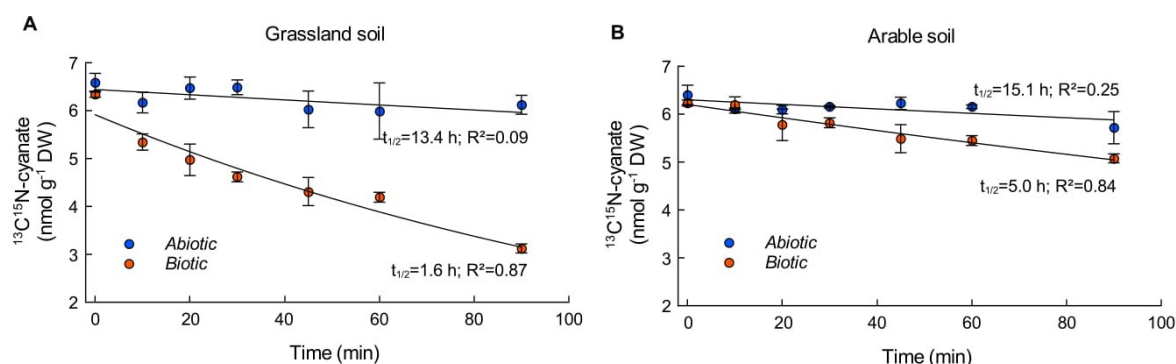 A
Grassland soil
7
6
5
4
3
2
¹³C¹⁵N-cyanate
(nmol g⁻¹ DW)
t₁/₂=13.4 h; R²=0.09
Abiotic
Biotic
t₁/₂=1.6 h; R²=0.87
0 20 40 60 80 100
Time (min)
B
Arable soil
7
6
5
4
3
2
¹³C¹⁵N-cyanate
(nmol g⁻¹ DW)
t₁/₂=15.1 h; R²=0.25
t₁/₂=5.0 h; R²=0.84
Abiotic
Biotic
0 20 40 60 80 100
Time (min)